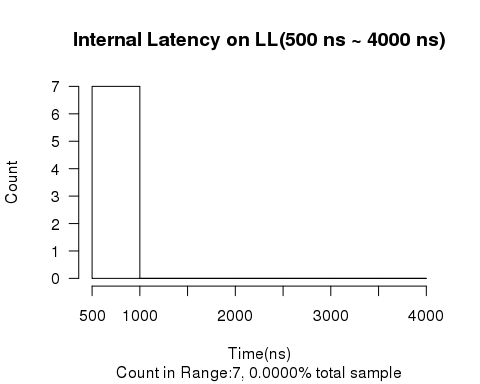 Internal Latency on LL(500 ns ~ 4000 ns)
7
6
5
4
3
2
1
0
Count
500 1000 2000 3000 4000
Time(ns)
Count in Range:7, 0.0000% total sample